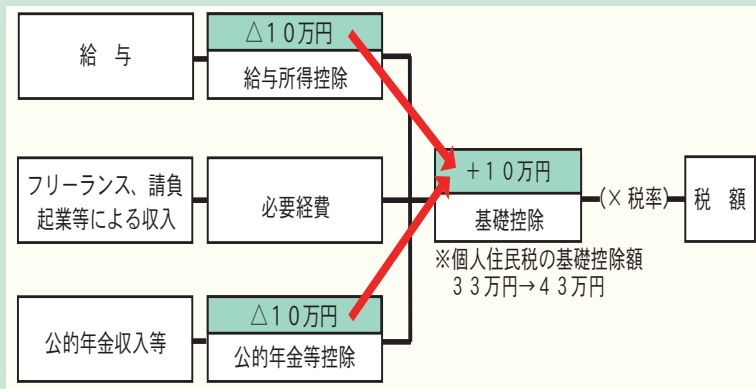 給 与
△１０万円
給与所得控除
フリーランス、請負
起業等による収入
必要経費
＋１０万円
基礎控除
(×税率)
税 額
※個人住民税の基礎控除額
３３万円→４３万円
公的年金収入等
△１０万円
公的年金等控除